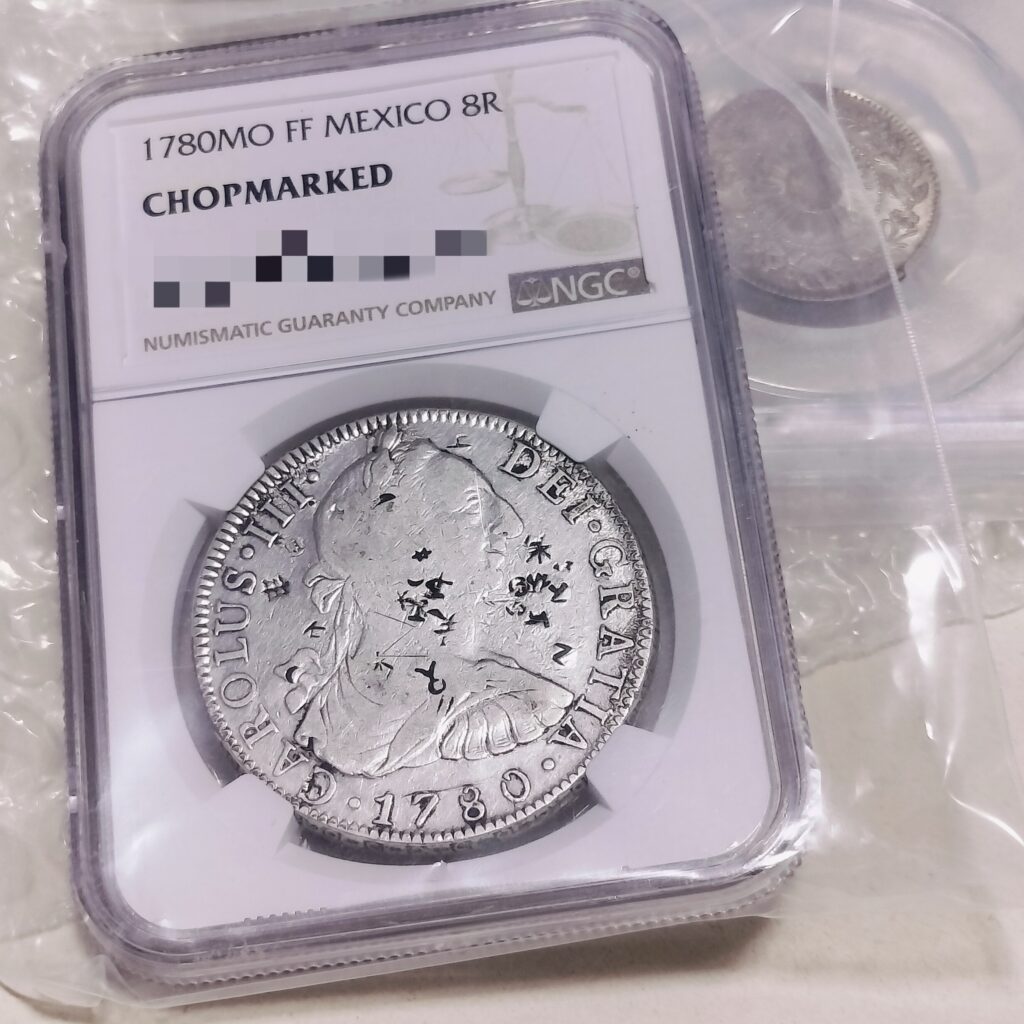 1780MO FF MEXICO 8R
CHOPMARKED
NUMISMATIC GUARANTY COMPANY
NGC®
CAROLUS·III· DEI·GRATIA·
·1780·